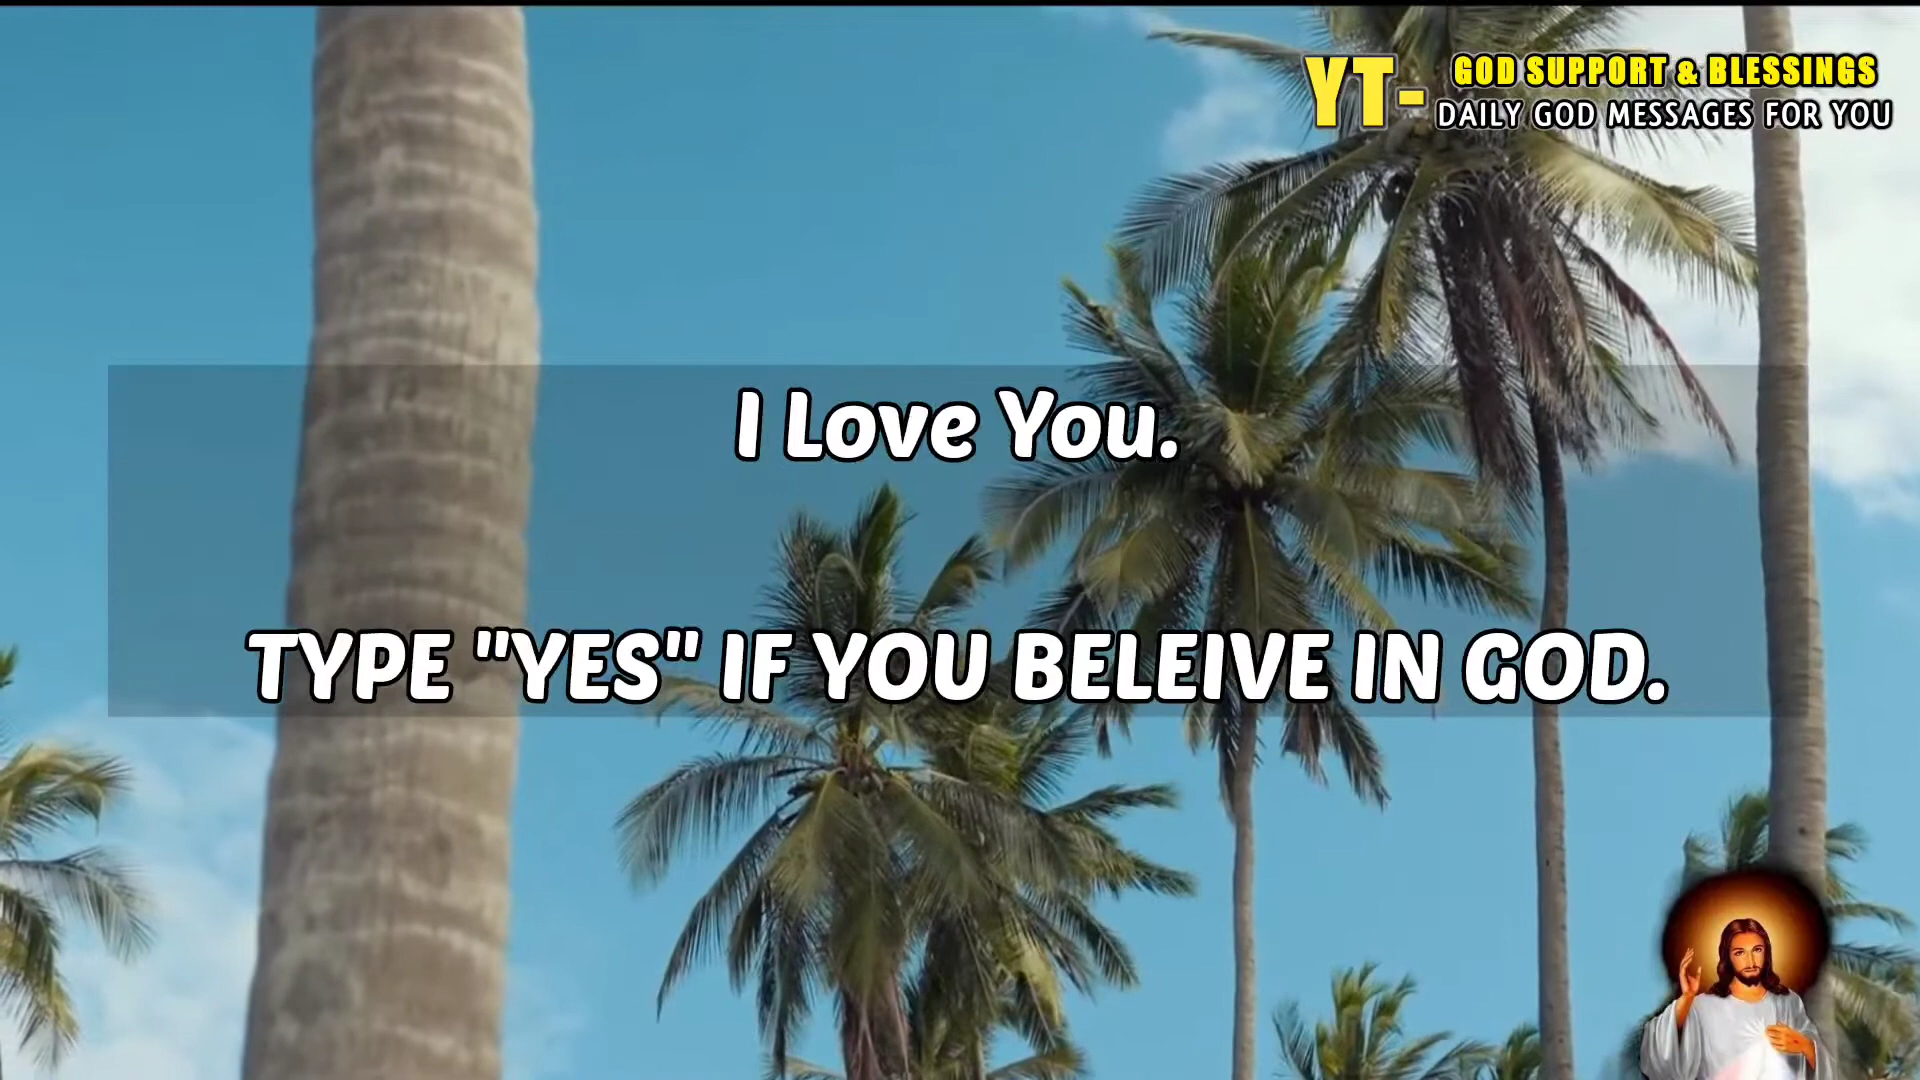 YT- GOD SUPPORT & BLESSINGS
DAILY GOD MESSAGES FOR YOU
I Love You.
TYPE "YES" IF YOU BELEIVE IN GOD.